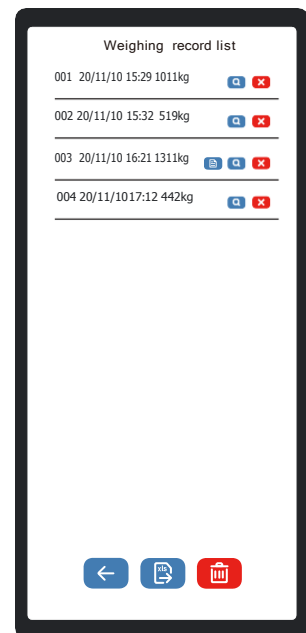 Weighing record list
001 20/11/10 15:29 1011kg
002 20/11/10 15:32 519kg
003 20/11/10 16:21 1311kg
004 20/11/1017:12 442kg
xls